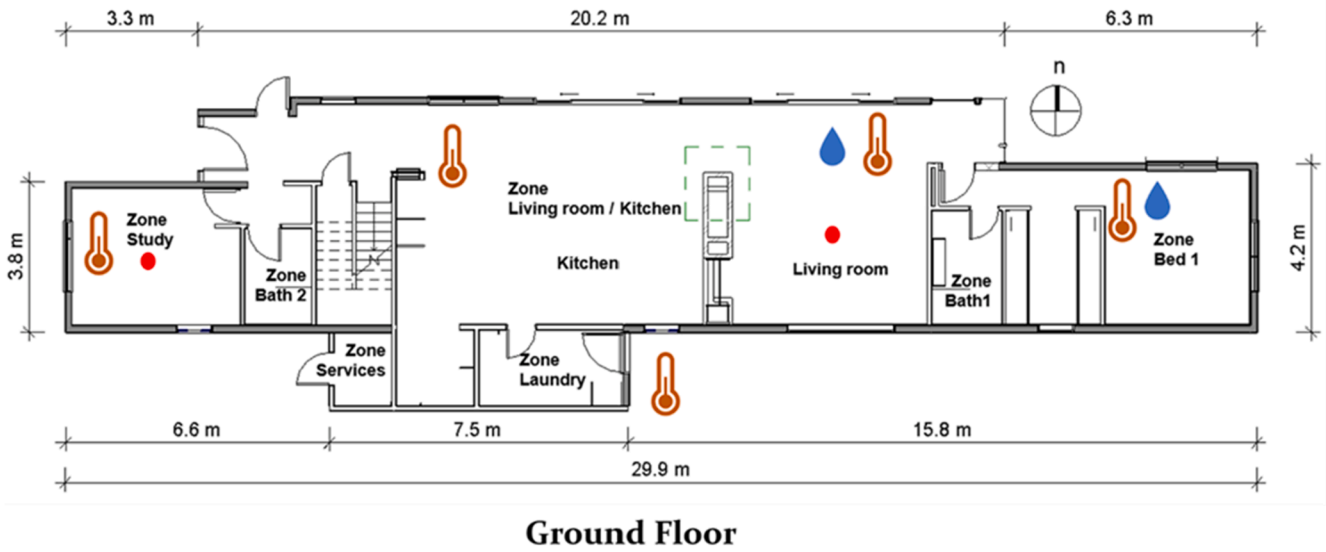 3.3 m
20.2 m
6.3 m
n
Zone
Study
Zone
Bath 2
Zone
Living room / Kitchen
Kitchen
Living room
Zone
Bath1
Zone
Bed 1
3.8 m
4.2 m
Zone
Services
Zone
Laundry
6.6 m
7.5 m
15.8 m
29.9 m
Ground Floor